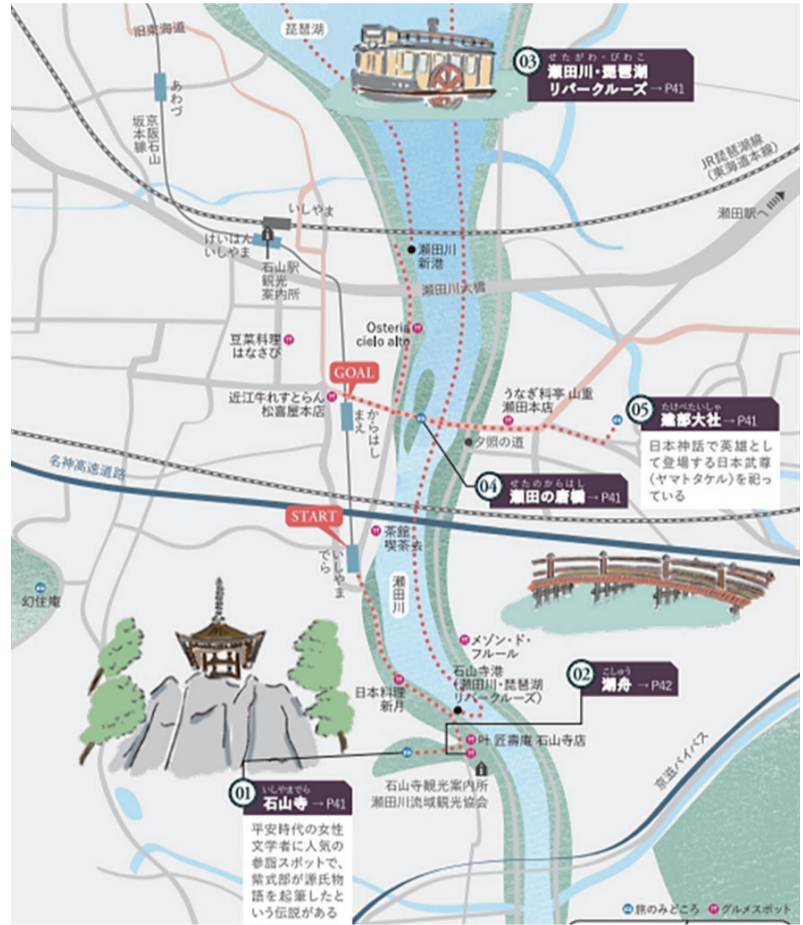 旧東海道
琵琶湖
せたがわ・びわこ
03 瀬田川・琵琶湖
リバークルーズ→P41
あわづ
京阪石山
坂本線
JR琵琶湖線
(東海道本線)
瀬田駅へ
いしやま
けいはん
いしやま
石山駅
観光
案内所
瀬田川
新港
瀬田川大橋
Osteria
cielo alto
豆菜料理
はなさび
GOAL
近江牛れすとらん
松喜屋本店
からはし
まえ
うなぎ料亭 山重
瀬田本店
たけべたいしゃ
05 建部大社→P41
日本神話で英雄とし
て登場する日本武尊
(ヤマトタケル)を祀っ
ている
夕照の道
せたのからはし
04 瀬田の唐橋→P41
名神高速道路
START
茶館
喫茶去
いしやま
でら
瀬田川
幻住庵
メゾン・ド・
フルール
石山寺港
(瀬田川・琵琶湖
リバークルーズ)
こしゅう
02 湖舟→P42
日本料理
新月
叶 匠壽庵 石山寺店
石山寺観光案内所
瀬田川流域観光協会
京滋バイパス
いしやまでら
01 石山寺→P41
平安時代の女性
文学者に人気の
参詣スポットで、
紫式部が源氏物
語を起筆したと
いう伝説がある
旅のみどころ グルメスポット